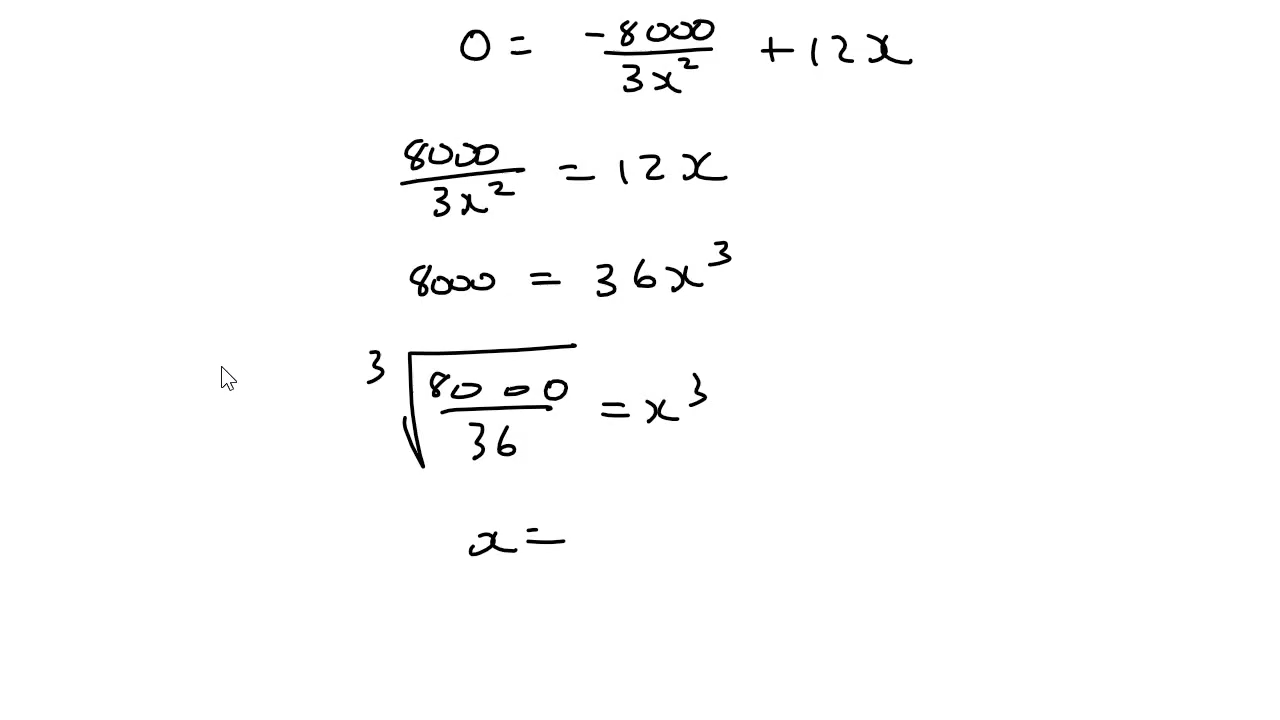 0 = -8000/3x² + 12x
8000/3x² = 12x
8000 = 36x³
³√(8000/36) = x³
x =